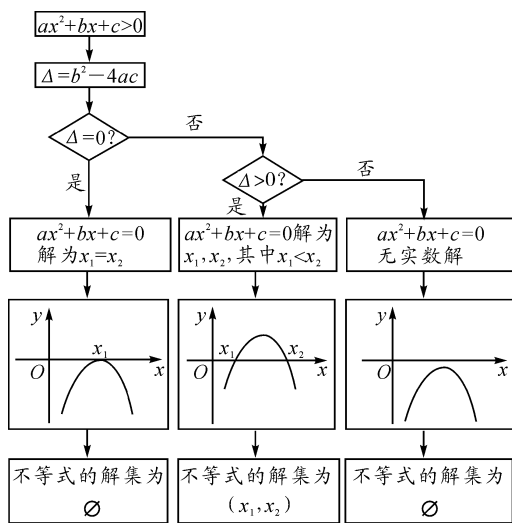 ax²+bx+c>0
Δ=b²−4ac
Δ=0?
否
是
Δ>0?
否
是
ax²+bx+c=0
解为x₁=x₂
ax²+bx+c=0解为
x₁,x₂,其中x₁<x₂
ax²+bx+c=0
无实数解
y
x₁
O
x
y
x₁
x₂
O
x
y
O
x
不等式的解集为
∅
不等式的解集为
(x₁,x₂)
不等式的解集为
∅